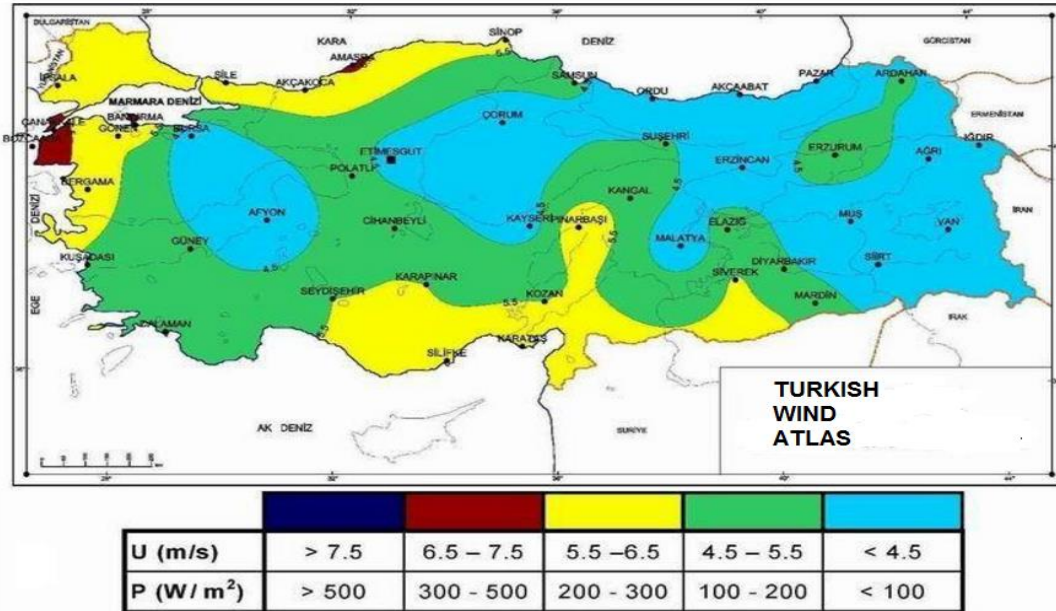 BULGARİSTAN
YUNANİSTAN
KARA
DENİZ
GÜRCİSTAN
ERMENİSTAN
İRAN
IRAK
SURİYE
AK DENİZ
EGE
DENİZİ
MARMARA DENİZİ
SİNOP
AMASRA
İPSALA
ŞİLE
AKÇAKOCA
SAMSUN
ORDU
AKÇAABAT
PAZAR
ARDAHAN
ÇANAKKALE
BANDIRMA
GÖNEN
BURSA
ÇORUM
SUŞEHRİ
ERZİNCAN
ERZURUM
AĞRI
IĞDIR
ETİMESGUT
POLATLI
BERGAMA
AFYON
CİHANBEYLİ
KAYSERİ
PINARBAŞI
KANGAL
MALATYA
ELAZIĞ
MUŞ
VAN
KUŞADASI
GÜNEY
SEYDİŞEHİR
KARAPINAR
KOZAN
SİVEREK
DİYARBAKIR
SİİRT
MARDİN
DALAMAN
SİLİFKE
KARATAŞ
TURKISH
WIND
ATLAS
U (m/s) > 7.5 6.5 – 7.5 5.5 –6.5 4.5 – 5.5 < 4.5
P (W/ m²) > 500 300 - 500 200 - 300 100 - 200 < 100